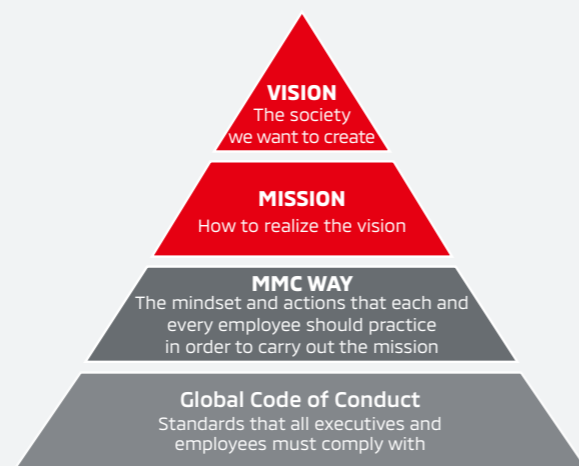 VISION
The society
we want to create
MISSION
How to realize the vision
MMC WAY
The mindset and actions that each and
every employee should practice
in order to carry out the mission
Global Code of Conduct
Standards that all executives and
employees must comply with